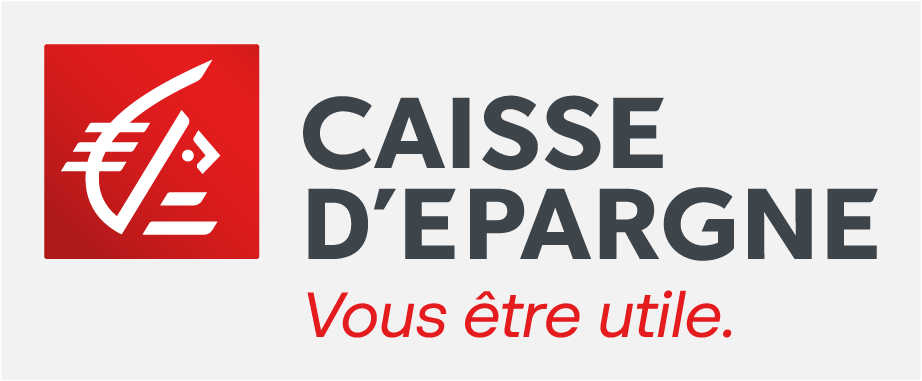 CAISSE
D'EPARGNE
Vous être utile.